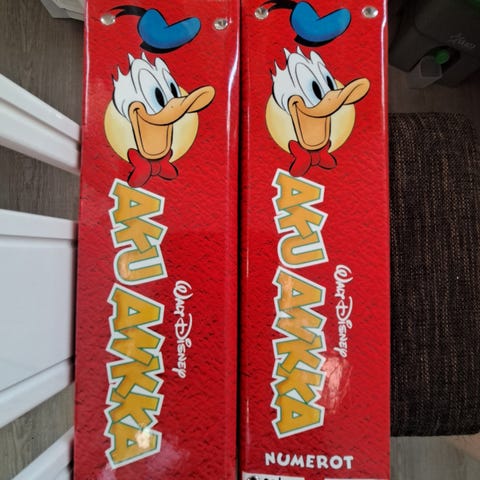 AKU ANKKA
WALT DISNEY
AKU ANKKA
WALT DISNEY
NUMEROT